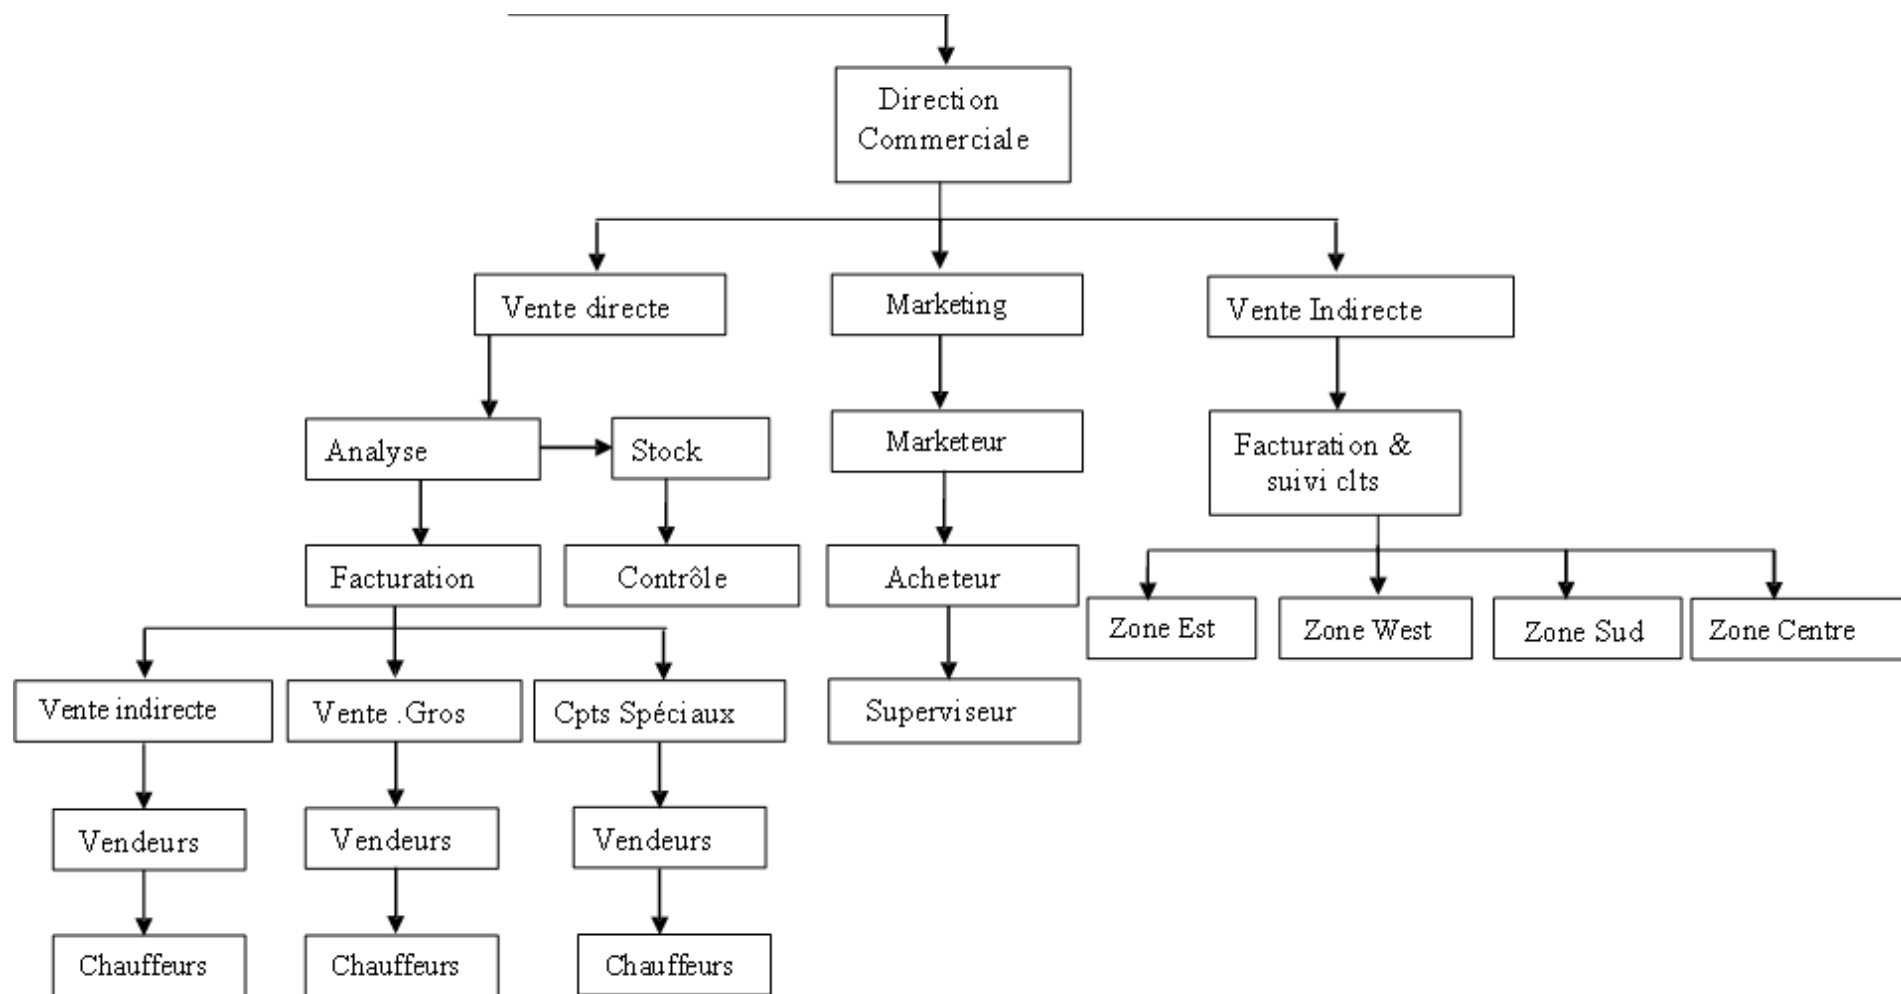 Direction
Commerciale
Vente directe
Marketing
Vente Indirecte
Analyse
Stock
Marketeur
Facturation &
suivi clts
Facturation
Contrôle
Acheteur
Zone Est
Zone West
Zone Sud
Zone Centre
Vente indirecte
Vente .Gros
Cpts Spéciaux
Superviseur
Vendeurs
Vendeurs
Vendeurs
Chauffeurs
Chauffeurs
Chauffeurs